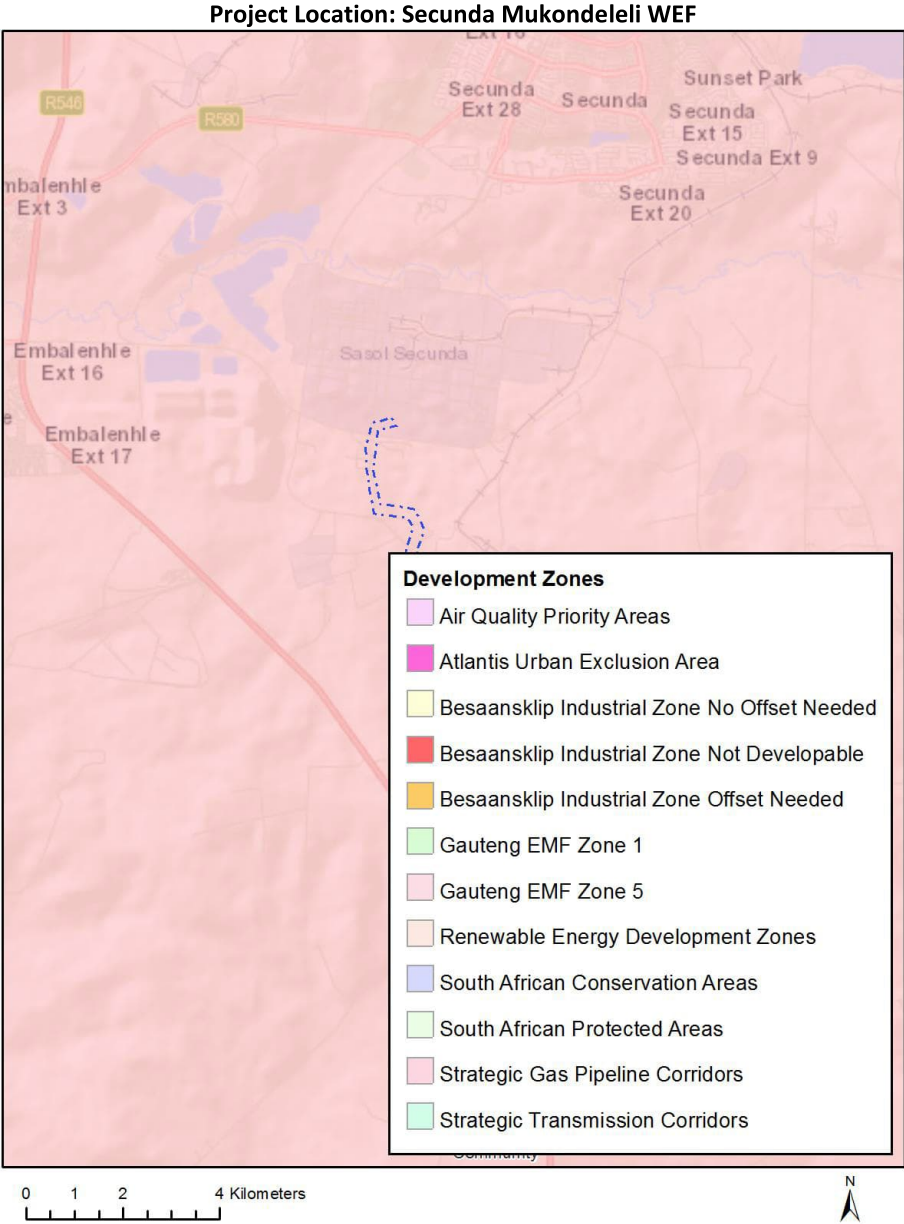 Project Location: Secunda Mukondeleli WEF
Ext 16
Sunset Park
Secunda
Ext 28
Secunda
Secunda
Ext 15
Secunda Ext 9
Secunda
Ext 20
R546
R580
mbalenhle
Ext 3
Sasol Secunda
Embalenhle
Ext 16
e
Embalenhle
Ext 17
Development Zones
Air Quality Priority Areas
Atlantis Urban Exclusion Area
Besaansklip Industrial Zone No Offset Needed
Besaansklip Industrial Zone Not Developable
Besaansklip Industrial Zone Offset Needed
Gauteng EMF Zone 1
Gauteng EMF Zone 5
Renewable Energy Development Zones
South African Conservation Areas
South African Protected Areas
Strategic Gas Pipeline Corridors
Strategic Transmission Corridors
Community
0 1 2 4 Kilometers
N